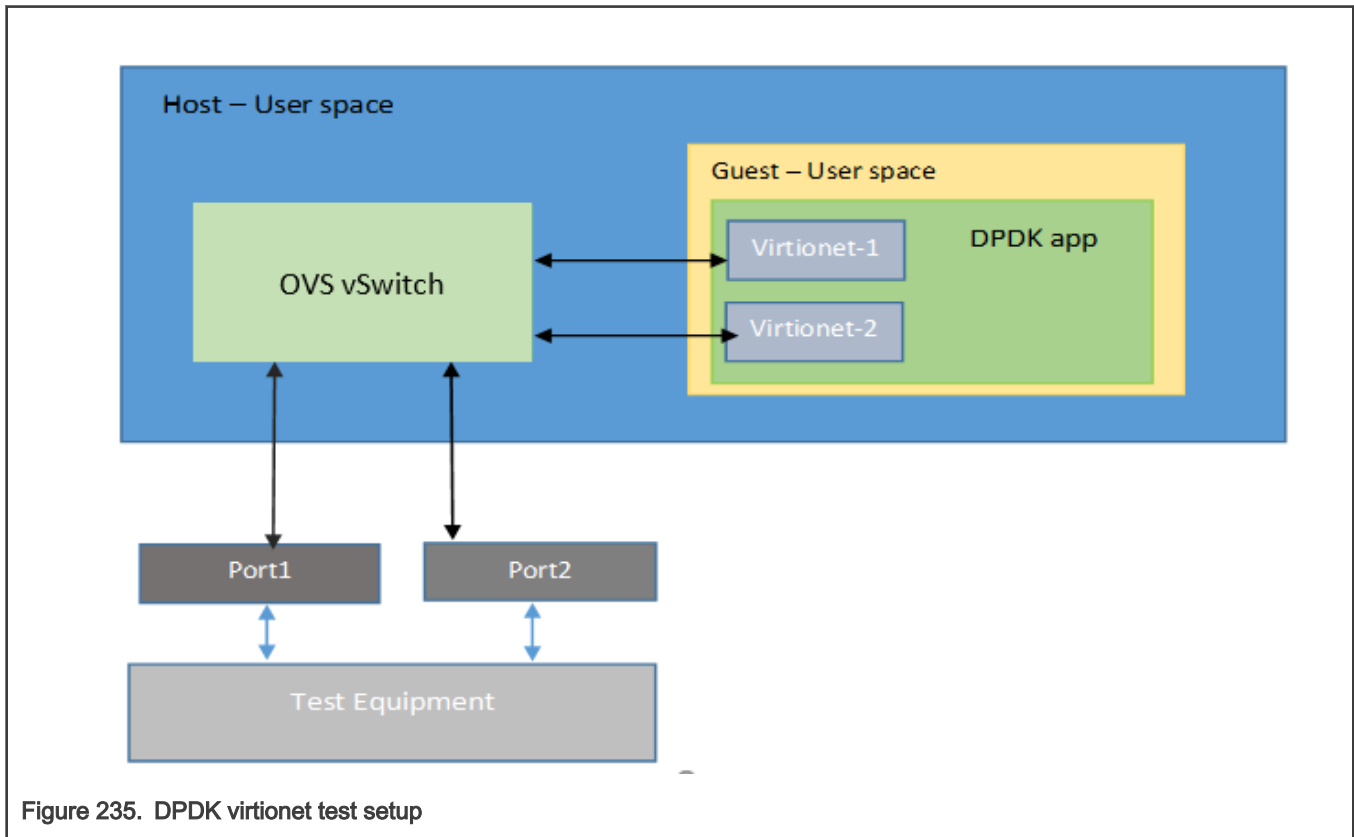 Host – User space
Guest – User space
OVS vSwitch
Virtionet-1
DPDK app
Virtionet-2
Port1
Port2
Test Equipment
Figure 235. DPDK virtionet test setup